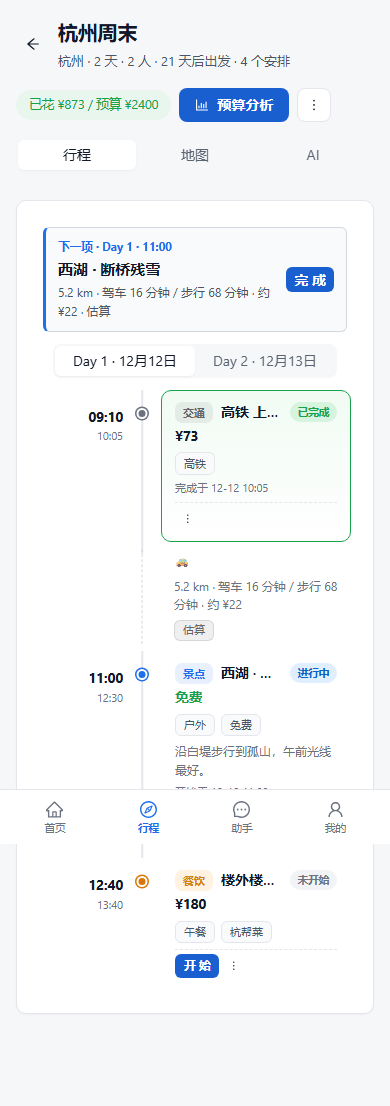 杭州周末
杭州 · 2 天 · 2 人 · 21 天后出发 · 4 个安排
已花 ¥873 / 预算 ¥2400
预算分析
行程
地图
AI
下一项 · Day 1 · 11:00
西湖 · 断桥残雪
5.2 km · 驾车 16 分钟 / 步行 68 分钟 · 约
¥22 · 估算
完 成
Day 1 · 12月12日
Day 2 · 12月13日
09:10
10:05
交通
高铁 上...
已完成
¥73
高铁
完成于 12-12 10:05
5.2 km · 驾车 16 分钟 / 步行 68
分钟 · 约 ¥22
估算
11:00
12:30
景点
西湖 · ...
进行中
免费
户外
免费
沿白堤步行到孤山，午前光线
最好。
首页
行程
助手
我的
12:40
13:40
餐饮
楼外楼...
未开始
¥180
午餐
杭帮菜
开 始